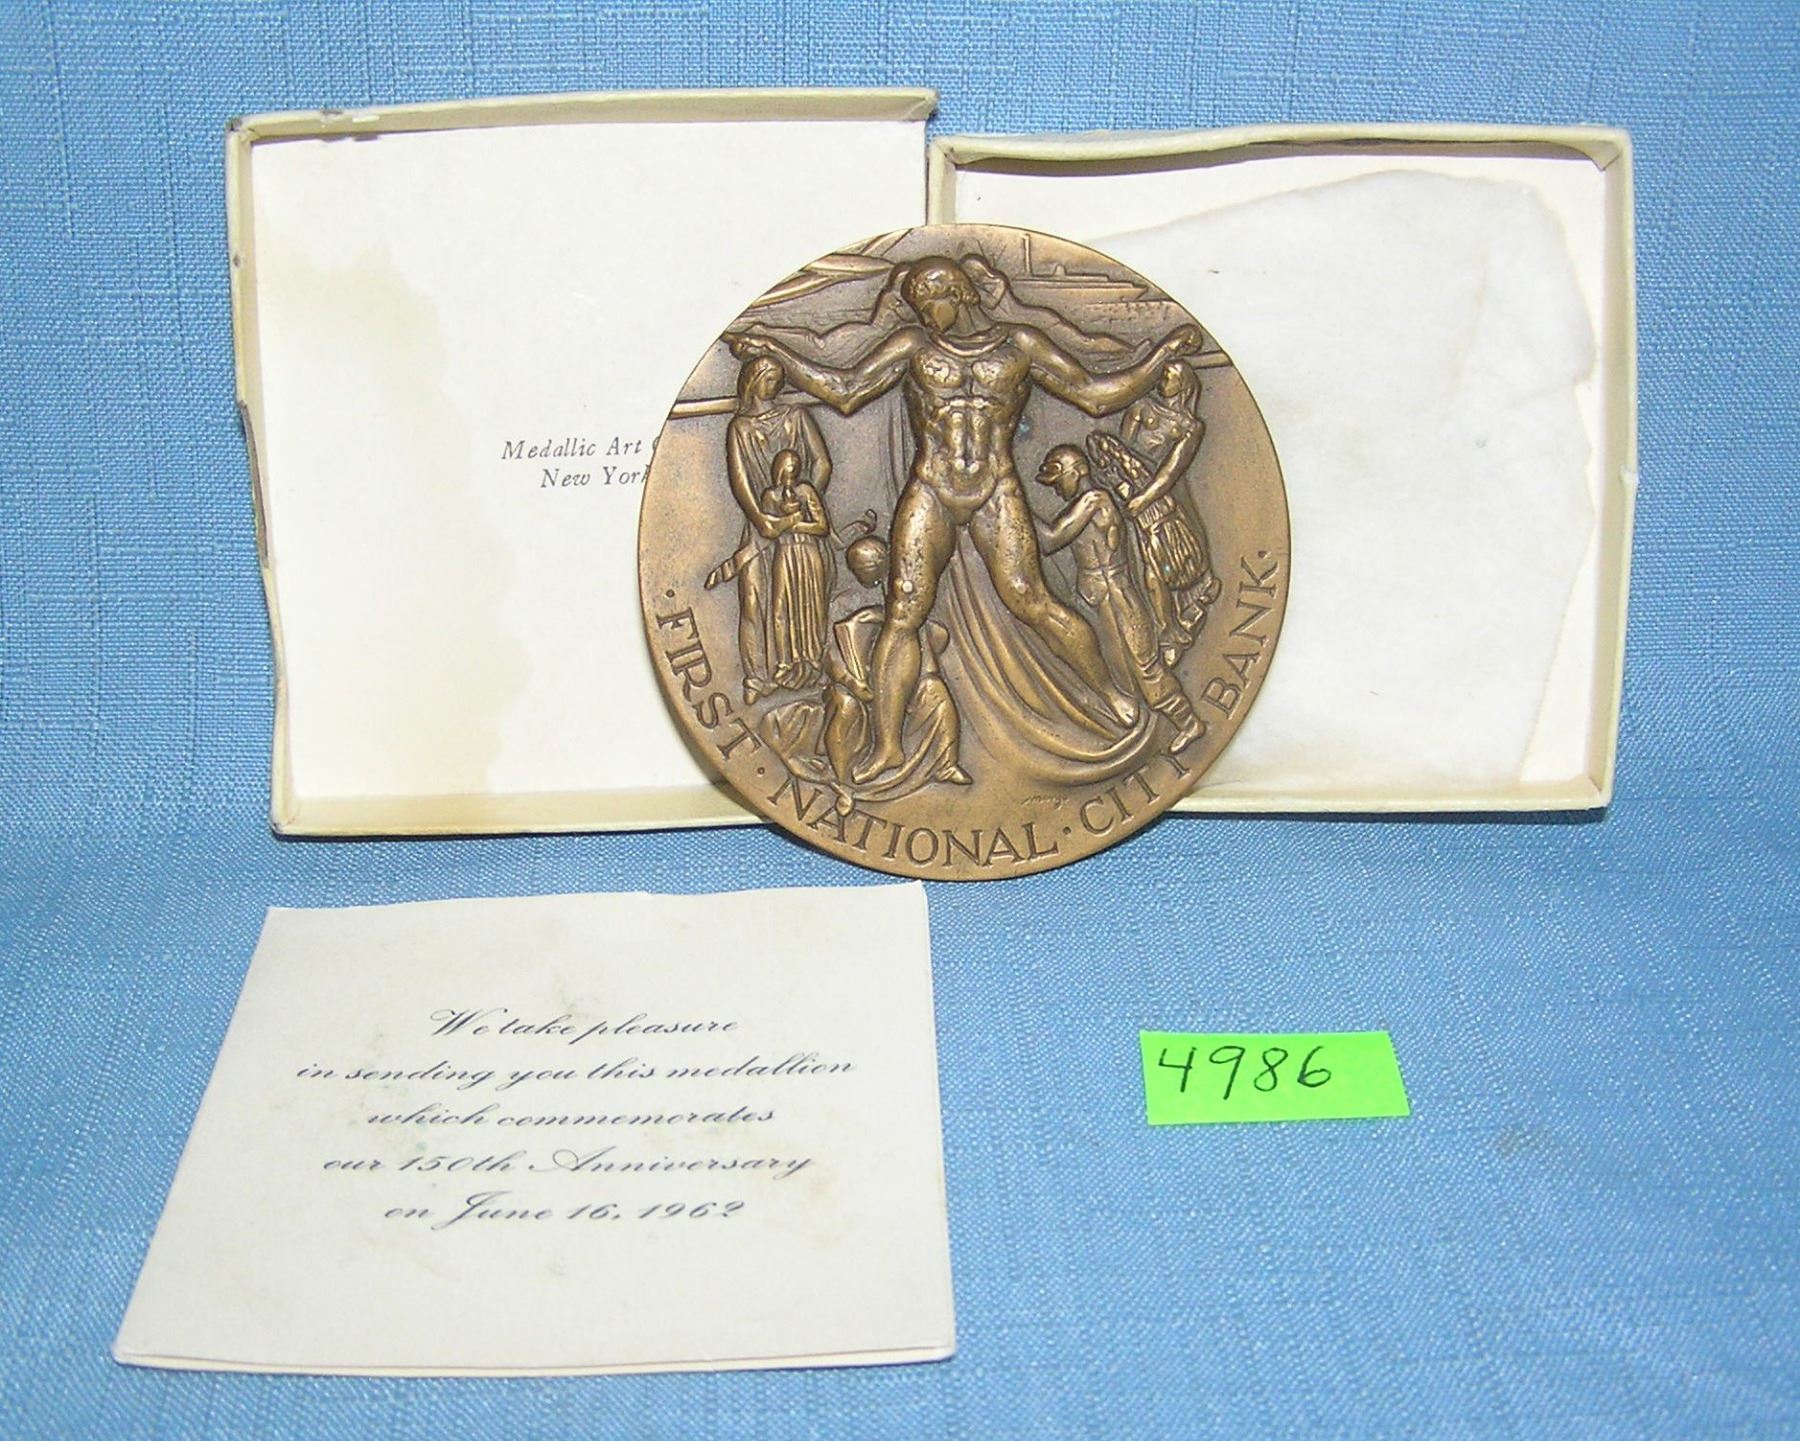 Medallic Art
New York
· FIRST · NATIONAL · CITY BANK ·
We take pleasure
in sending you this medallion
which commemorates
our 150th Anniversary
on June 16, 1962
4986